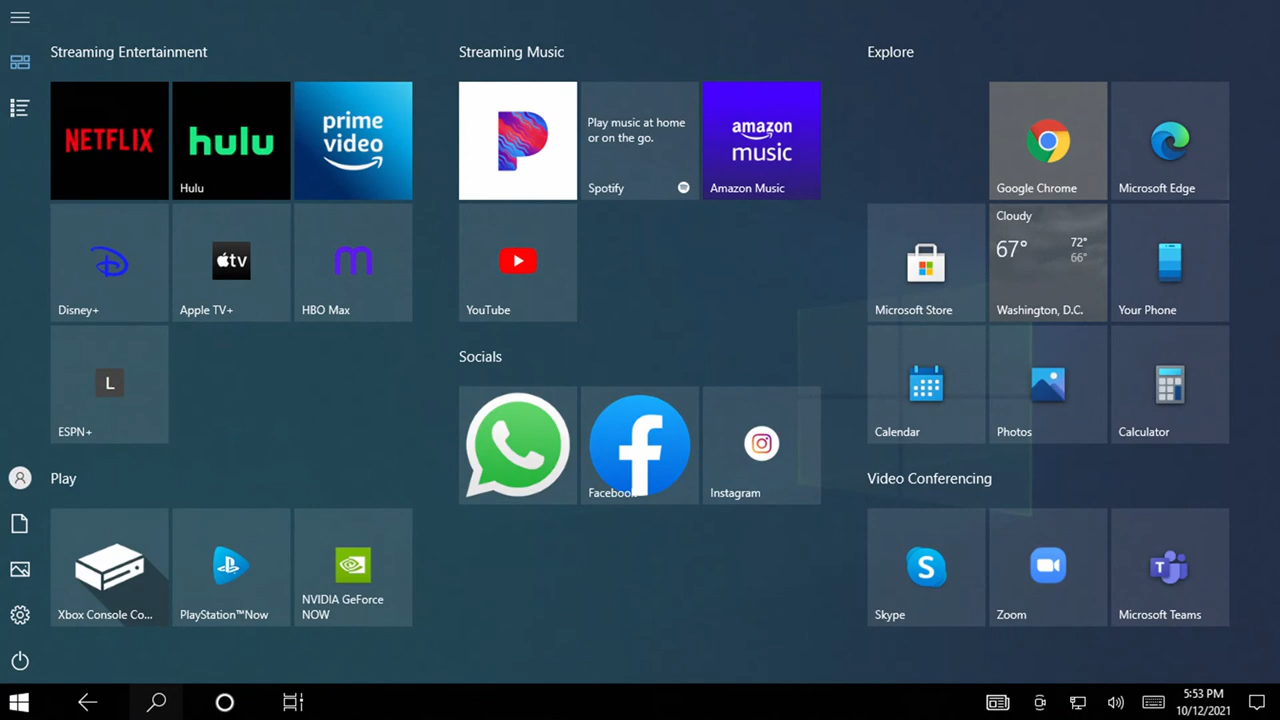 Streaming Entertainment
NETFLIX
hulu
Hulu
prime
video
Disney+
tv
Apple TV+
HBO Max
L
ESPN+
Play
Xbox Console Co...
PlayStation™Now
NVIDIA GeForce
NOW
Streaming Music
Play music at home
or on the go.
Spotify
amazon
music
Amazon Music
YouTube
Socials
Facebook
Instagram
Explore
Google Chrome
Microsoft Edge
Microsoft Store
Cloudy
67°
72°
66°
Washington, D.C.
Your Phone
Calendar
Photos
Calculator
Video Conferencing
S
Skype
Zoom
T
Microsoft Teams
5:53 PM
10/12/2021